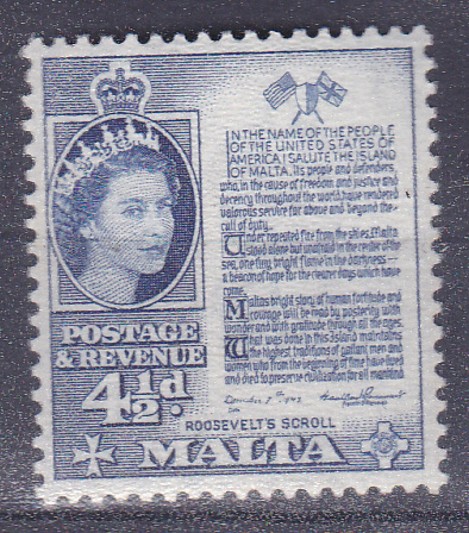 IN THE NAME OF THE PEOPLE
OF THE UNITED STATES OF
AMERICA I SALUTE THE ISLAND
OF MALTA. Its people and defenders,
who, in the cause of freedom and justice and
decency throughout the world, have rendered
valorous service far above and beyond the
call of duty.
Under repeated fire from the skies, Malta
stood alone but unafraid in the center of the
sea, one tiny bright flame in the darkness —
a beacon of hope for the clearer days which have
come.
Malta's bright story of human fortitude and
courage will be read by posterity with
wonder and with gratitude through all the ages.
What was done in this Island maintains
the highest traditions of gallant men and
women who from the beginning of time have lived
and died to preserve civilization for all mankind
December 7th 1943
POSTAGE
& REVENUE
4½d.
ROOSEVELT'S SCROLL
MALTA